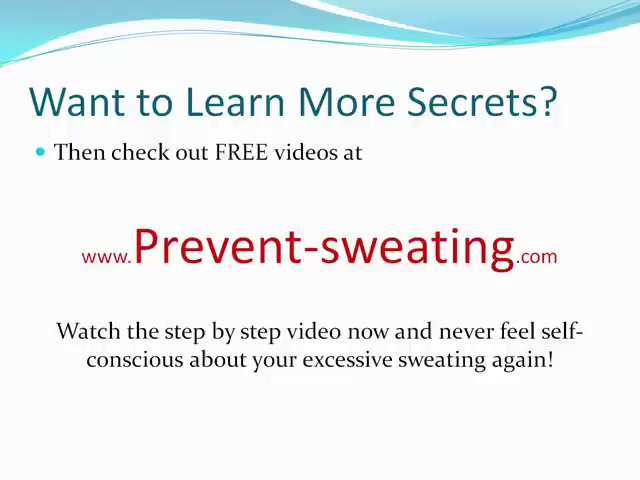 Want to Learn More Secrets?
• Then check out FREE videos at
www.Prevent-sweating.com
Watch the step by step video now and never feel self-
conscious about your excessive sweating again!